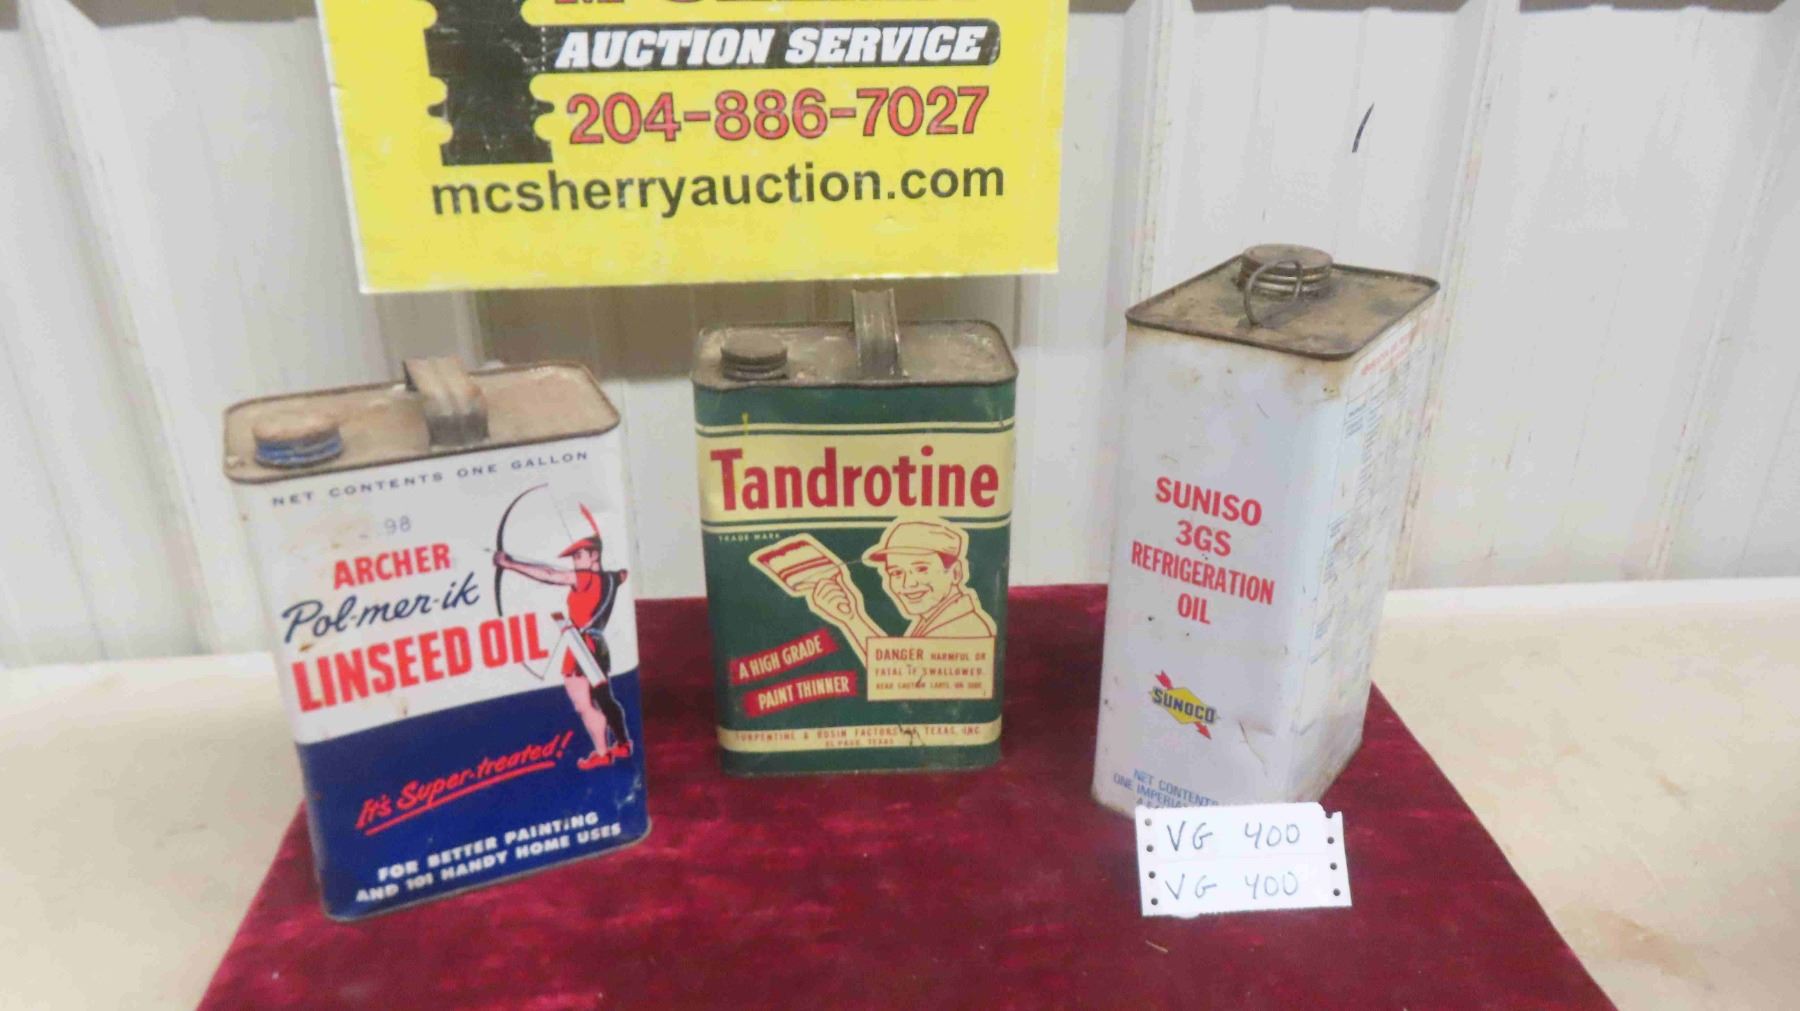 AUCTION SERVICE
204-886-7027
mcsherryauction.com
NET CONTENTS ONE GALLON
98
ARCHER
Pol-mer-ik
LINSEED OIL
It's Super-treated!
FOR BETTER PAINTING
AND 101 HANDY HOME USES
Tandrotine
TRADE MARK
A HIGH GRADE
PAINT THINNER
DANGER HARMFUL OR
FATAL IF SWALLOWED.
TURPENTINE & ROSIN FACTORS OF TEXAS, INC.
EL PASO, TEXAS
SUNISO
3GS
REFRIGERATION
OIL
SUNOCO
NET CONTENTS
ONE IMPERIAL
VG 400
VG 400